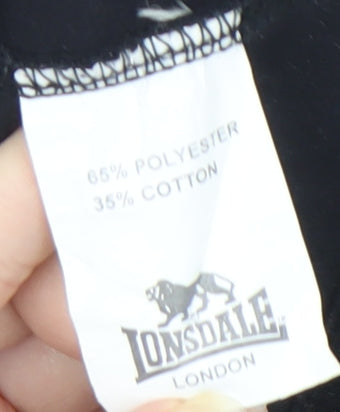 65% POLYESTER
35% COTTON
LONSDALE
LONDON